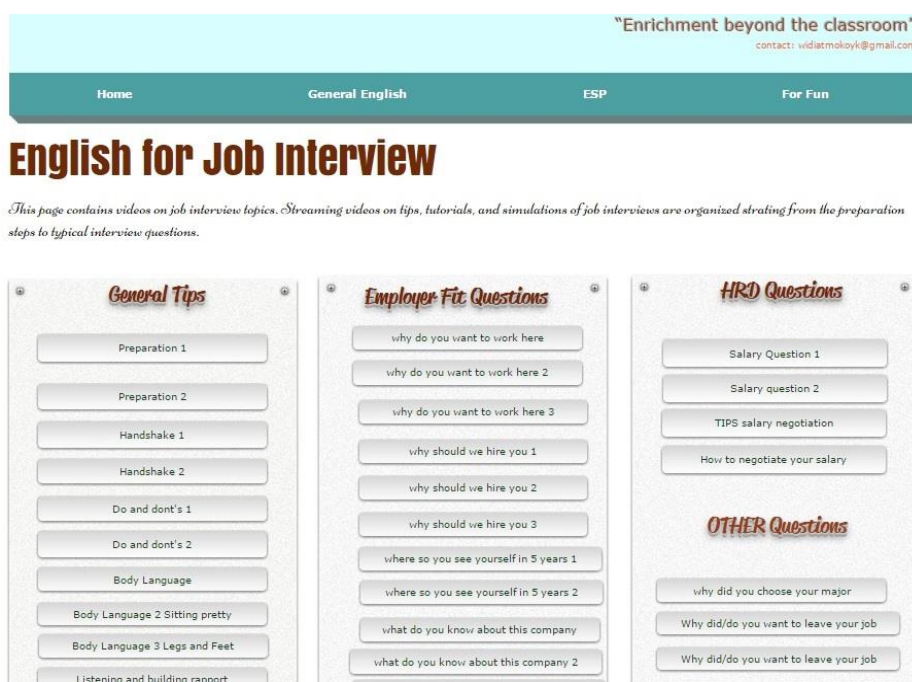 “Enrichment beyond the classroom"
contact: widiatmokoyk@gmail.com
Home
General English
ESP
For Fun
English for Job Interview
This page contains videos on job interview topics. Streaming videos on tips, tutorials, and simulations of job interviews are organized strating from the preparation
steps to typical interview questions.
General Tips
Preparation 1
Preparation 2
Handshake 1
Handshake 2
Do and dont's 1
Do and dont's 2
Body Language
Body Language 2 Sitting pretty
Body Language 3 Legs and Feet
Listening and building rapport
Employer Fit Questions
why do you want to work here
why do you want to work here 2
why do you want to work here 3
why should we hire you 1
why should we hire you 2
why should we hire you 3
where so you see yourself in 5 years 1
where so you see yourself in 5 years 2
what do you know about this company
what do you know about this company 2
HRD Questions
Salary Question 1
Salary question 2
TIPS salary negotiation
How to negotiate your salary
OTHER Questions
why did you choose your major
Why did/do you want to leave your job
Why did/do you want to leave your job